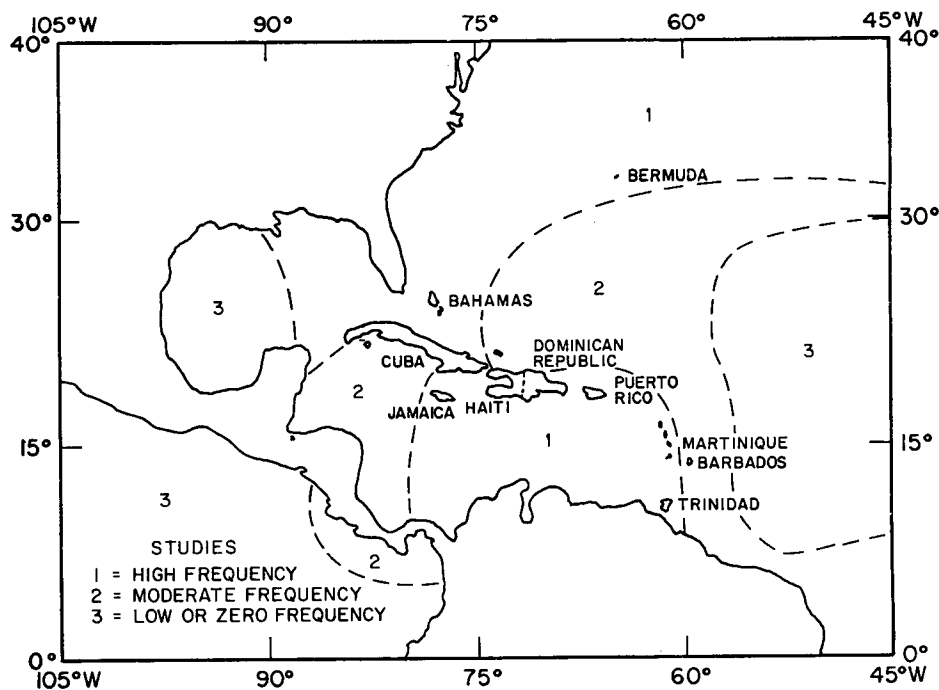 105°W 90° 75° 60° 45°W
40° 40°
1
BERMUDA
30° 30°
2
3 BAHAMAS
DOMINICAN
REPUBLIC
3
CUBA
PUERTO
RICO
2
JAMAICA HAITI
1
MARTINIQUE
15° 15°
BARBADOS
3
TRINIDAD
STUDIES
2
1 = HIGH FREQUENCY
2 = MODERATE FREQUENCY
3 = LOW OR ZERO FREQUENCY
0° 0°
105°W 90° 75° 60° 45°W